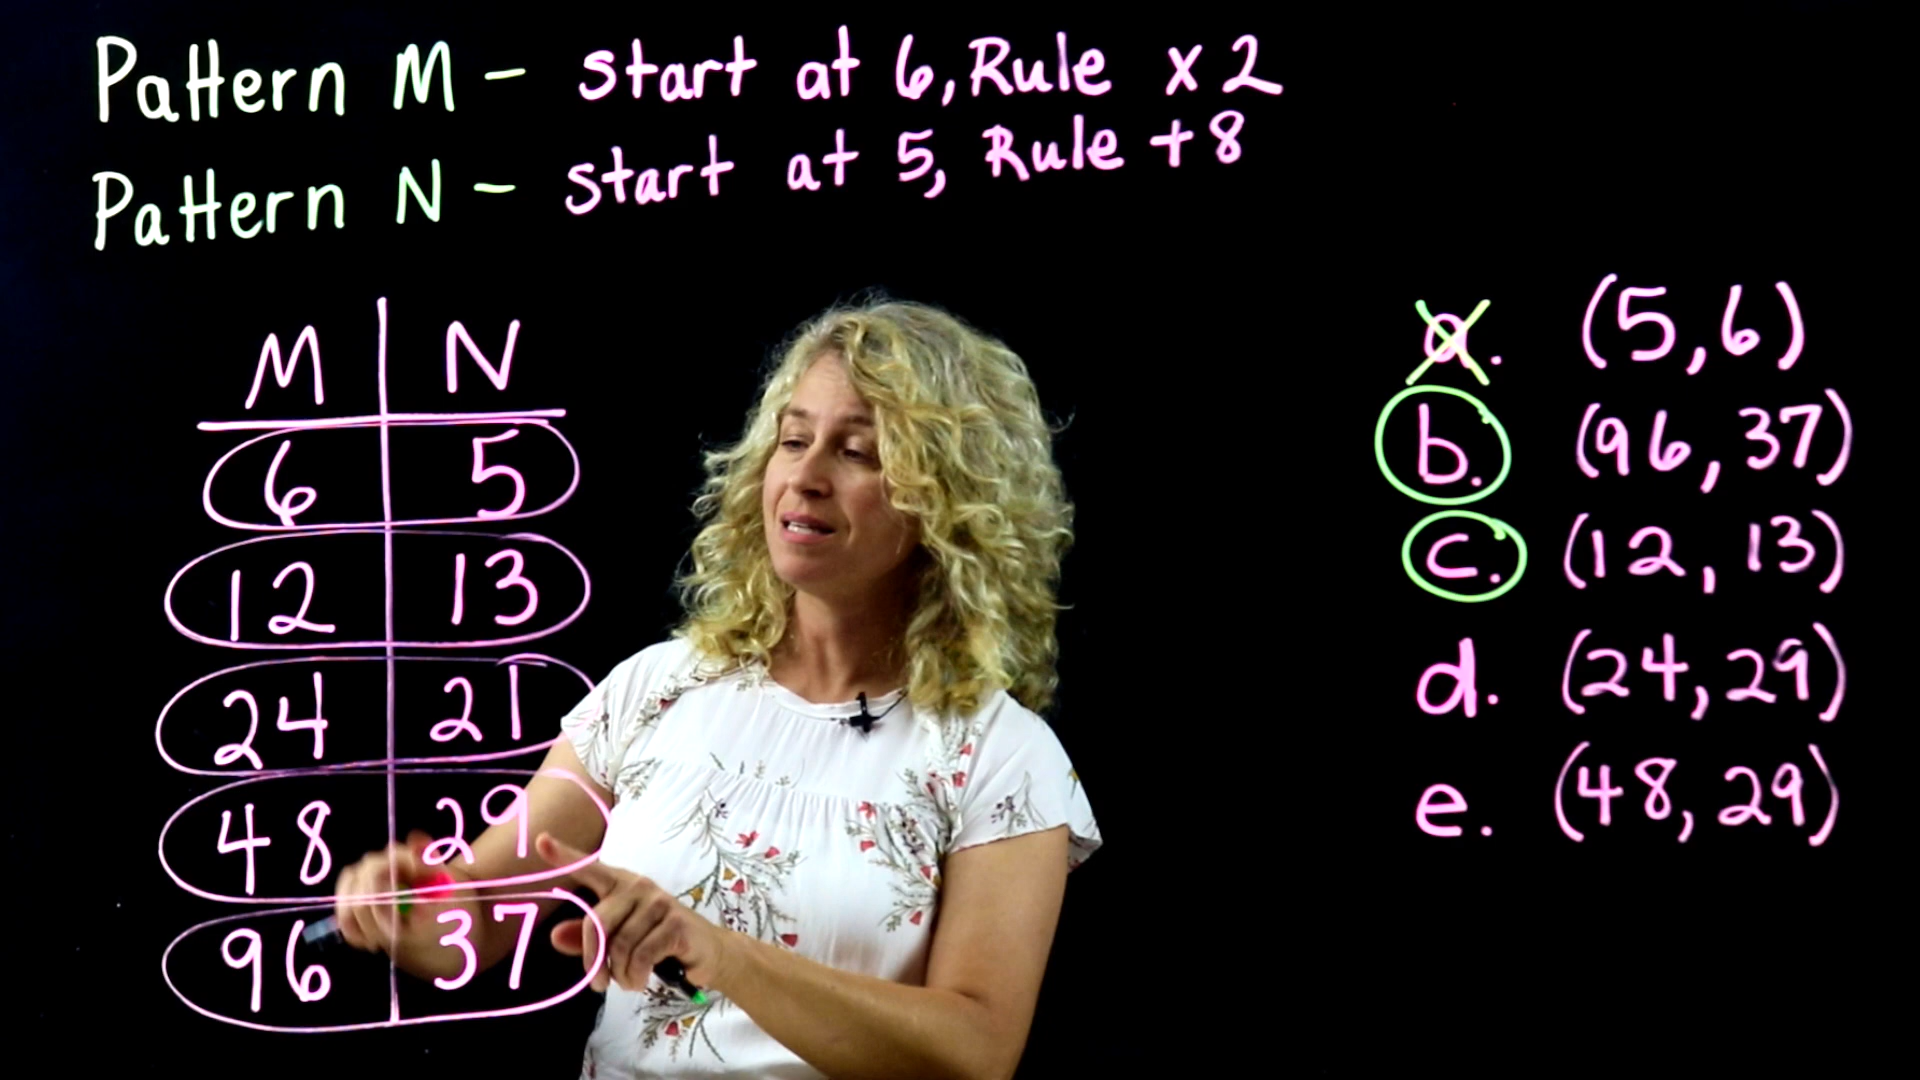 Pattern M - start at 6, Rule x 2
Pattern N - start at 5, Rule + 8
M N
6 5
12 13
24 21
48 29
96 37
a. (5,6)
b. (96,37)
c. (12, 13)
d. (24, 29)
e. (48, 29)